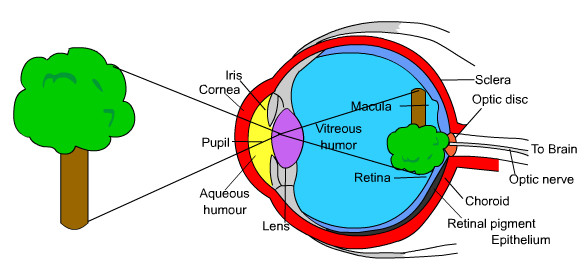 Iris
Cornea
Pupil
Aqueous
humour
Lens
Macula
Vitreous
humor
Retina
Sclera
Optic disc
To Brain
Optic nerve
Choroid
Retinal pigment
Epithelium